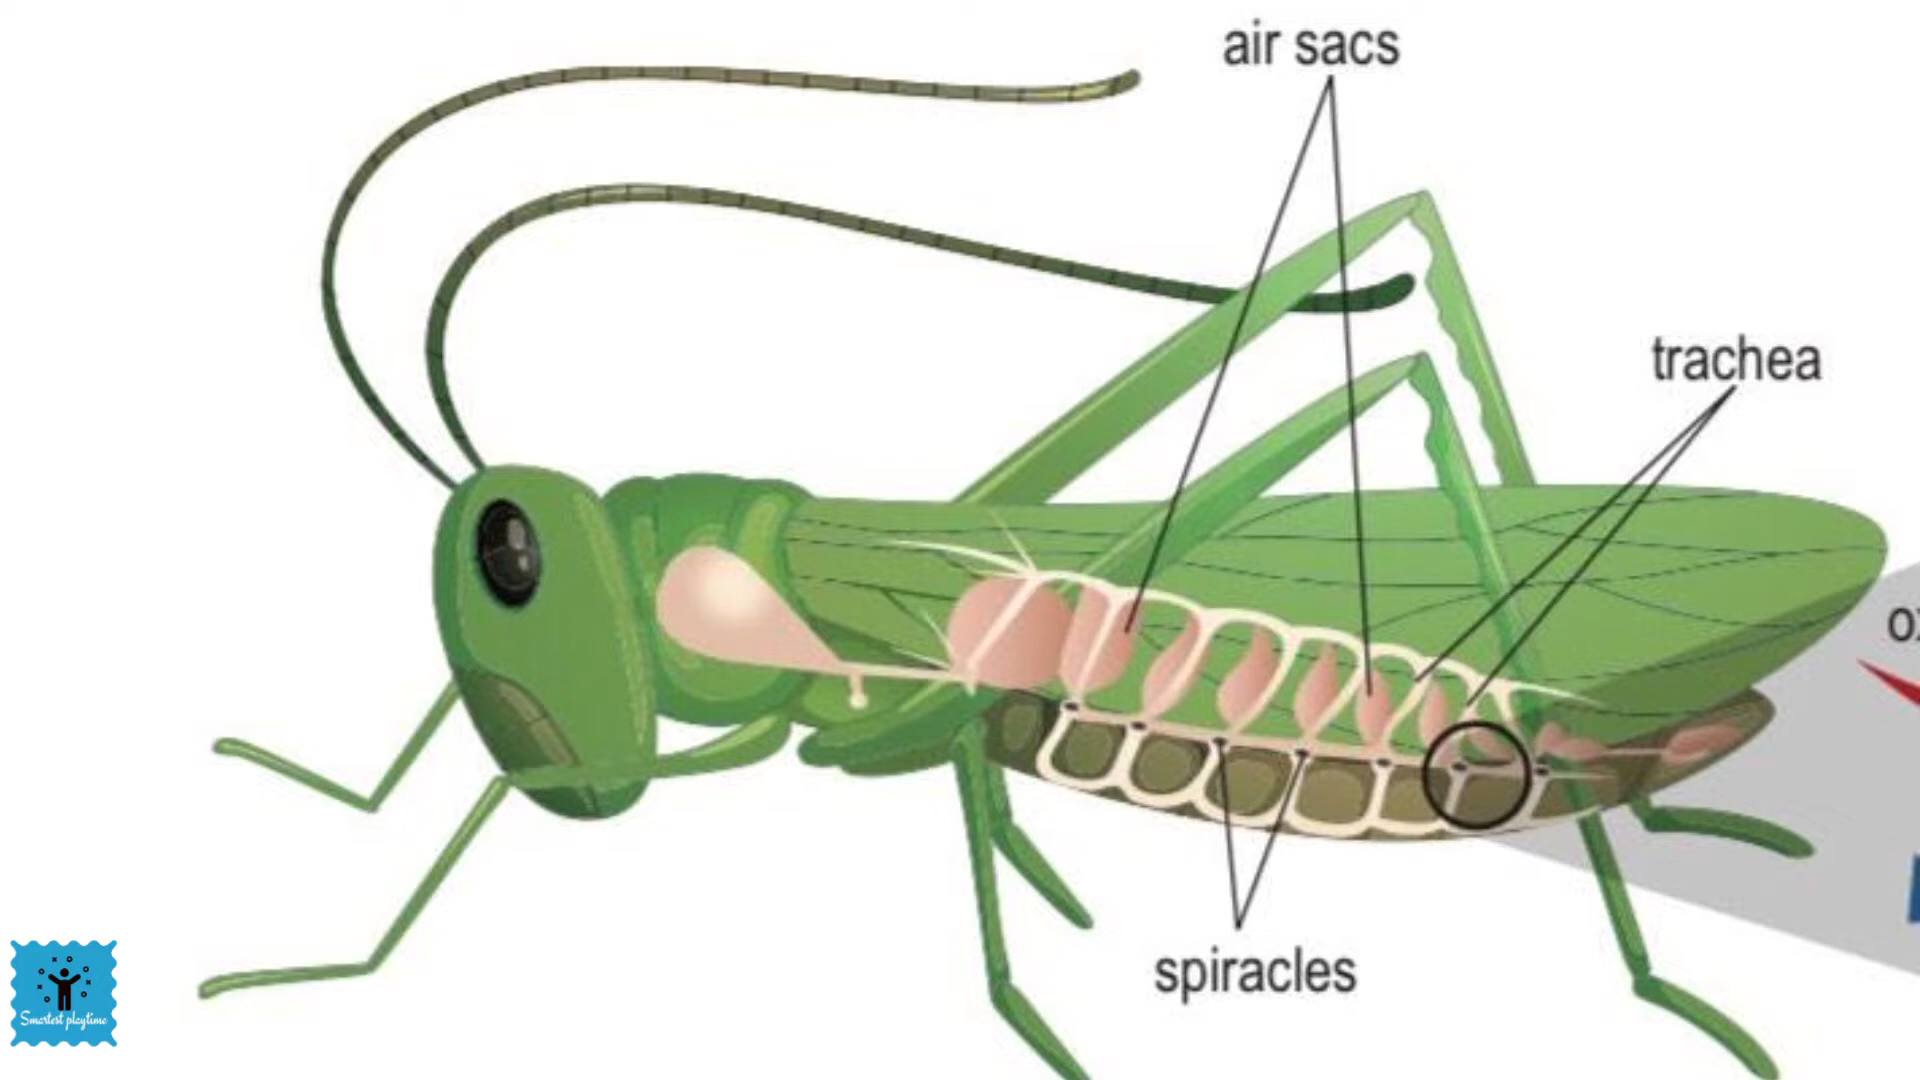 air sacs
trachea
spiracles
Smartest playtime